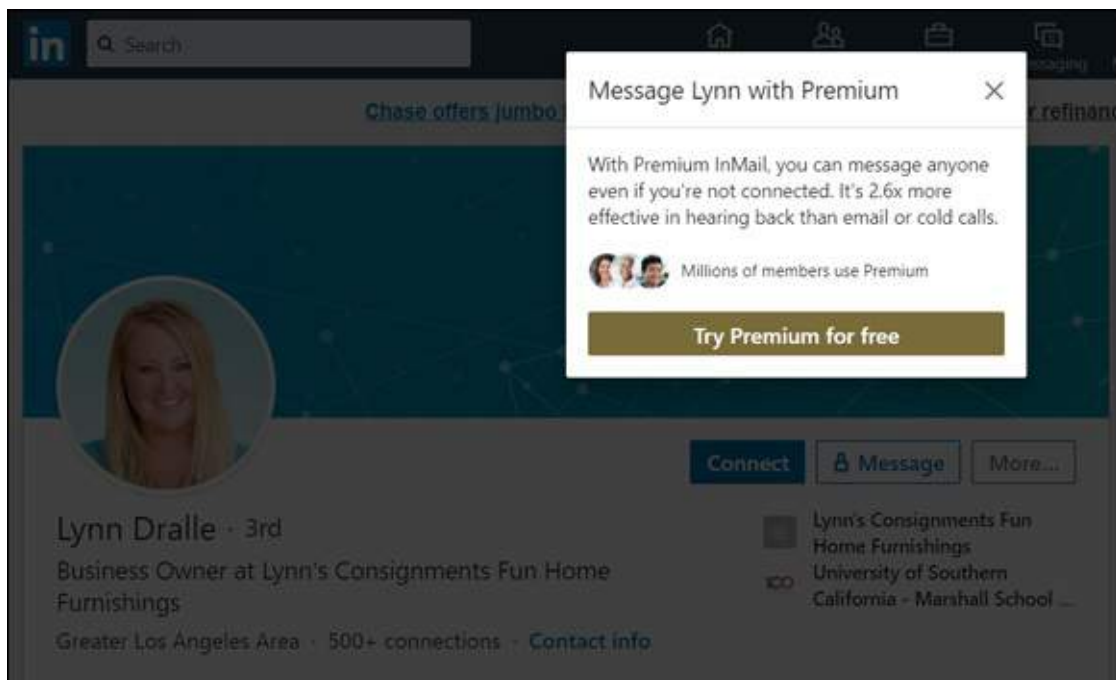 in
Search
ssaging
Message Lynn with Premium
Chase offers jumbo
r refinanc
With Premium InMail, you can message anyone
even if you're not connected. It's 2.6x more
effective in hearing back than email or cold calls.
Millions of members use Premium
Try Premium for free
Connect
Message
More...
Lynn Dralle · 3rd
Business Owner at Lynn's Consignments Fun Home
Furnishings
Greater Los Angeles Area · 500+ connections · Contact info
Lynn's Consignments Fun
Home Furnishings
University of Southern
California - Marshall School ...